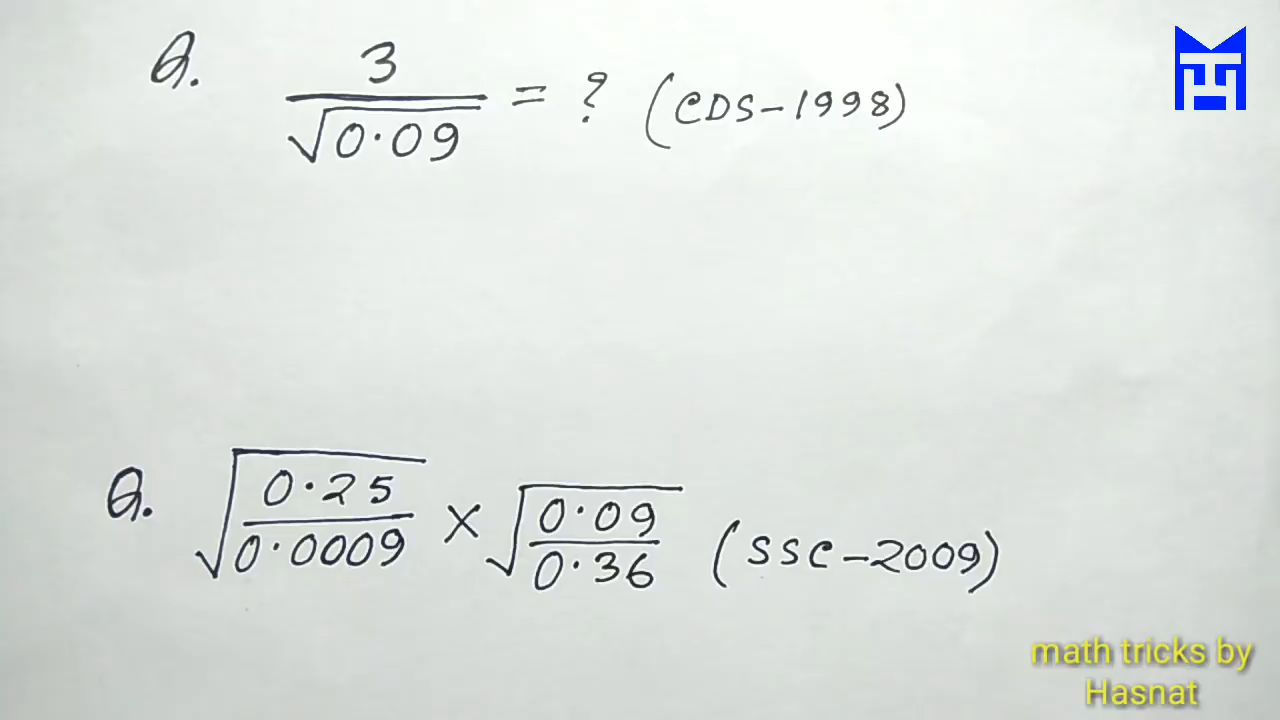 Q. 3/√0.09 = ? (CDS-1998)
Q. √(0.25/0.0009) × √(0.09/0.36) (SSC-2009)
math tricks by
Hasnat